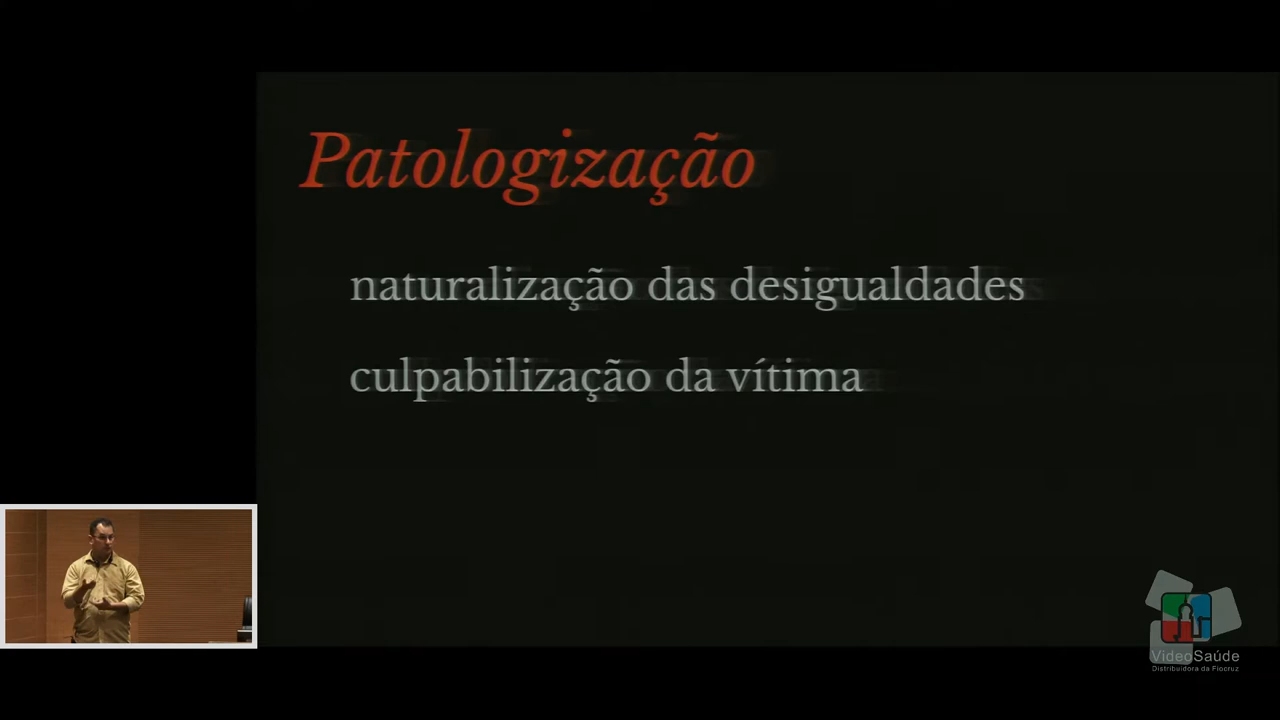 Patologização
naturalização das desigualdades
culpabilização da vítima
VideoSaúde
Distribuidora da Fiocruz